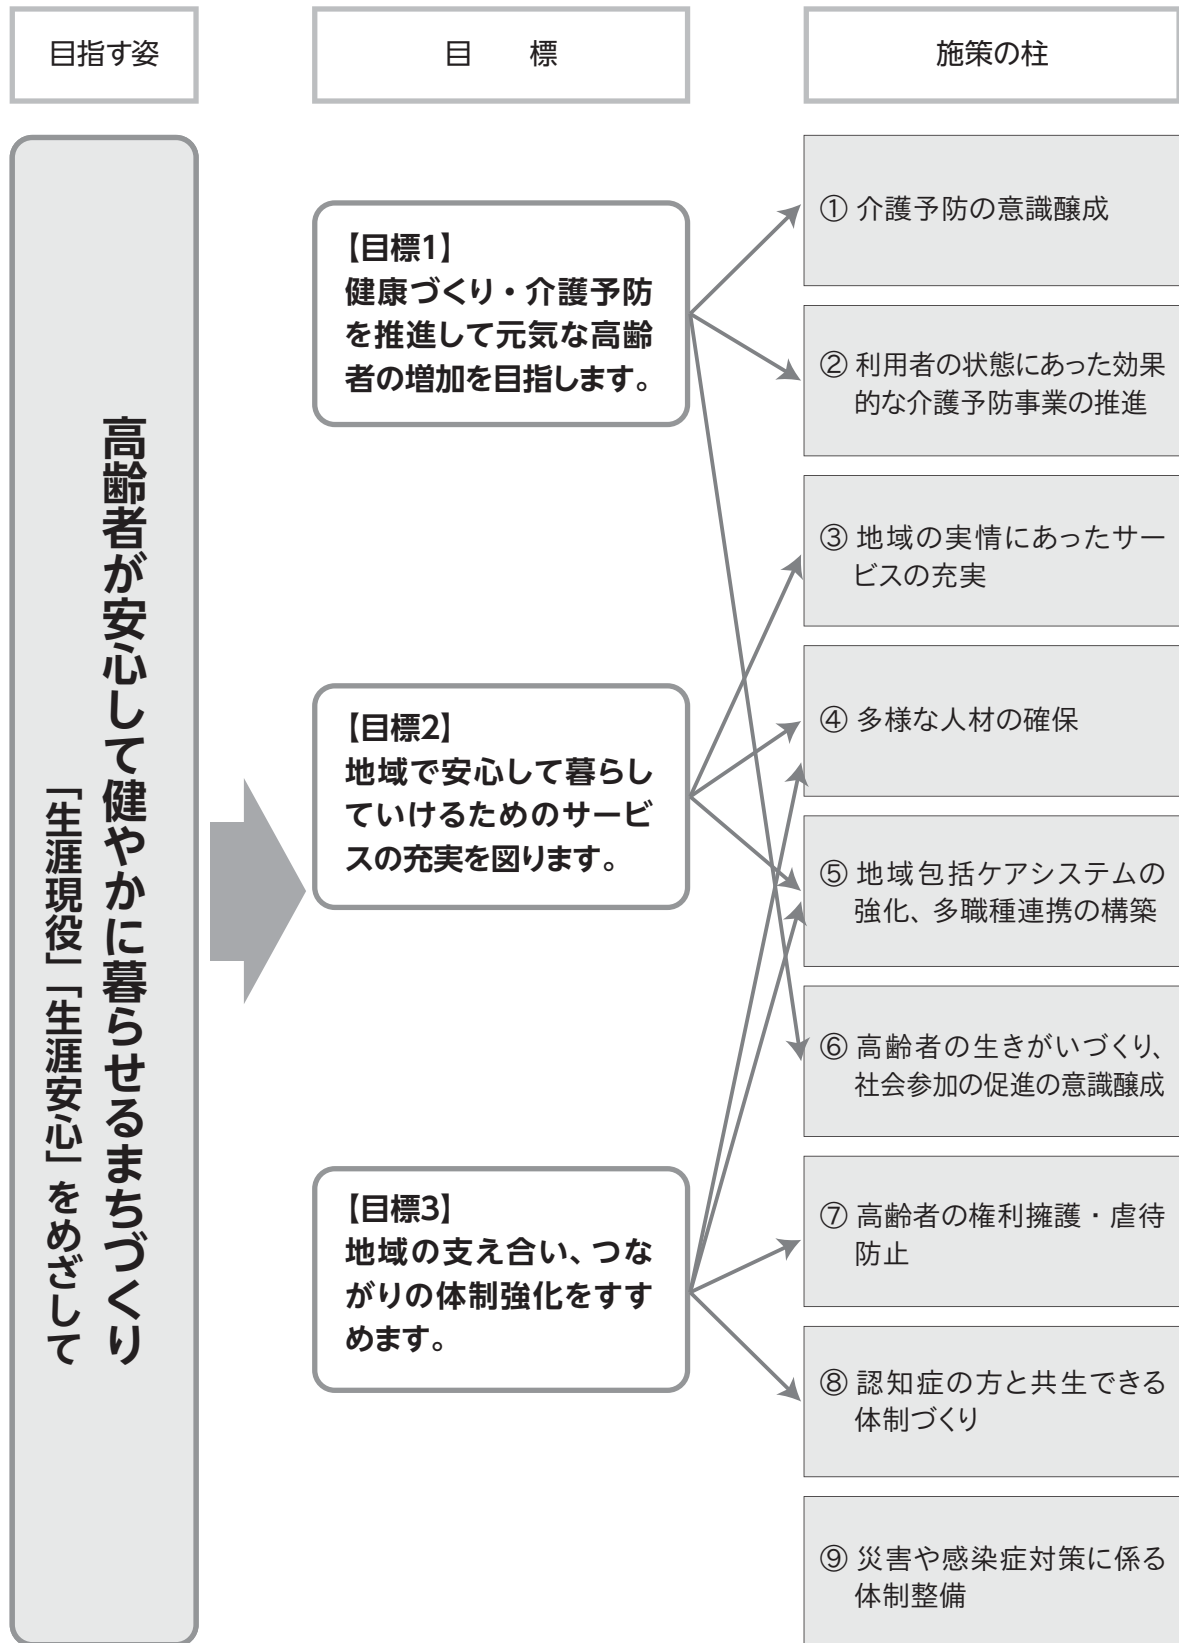 目指す姿
目　標
施策の柱
高齢者が安心して健やかに暮らせるまちづくり
「生涯現役」「生涯安心」をめざして
【目標1】
健康づくり・介護予防
を推進して元気な高齢
者の増加を目指します。
【目標2】
地域で安心して暮らし
ていけるためのサービ
スの充実を図ります。
【目標3】
地域の支え合い、つな
がりの体制強化をすす
めます。
① 介護予防の意識醸成
② 利用者の状態にあった効果
的な介護予防事業の推進
③ 地域の実情にあったサー
ビスの充実
④ 多様な人材の確保
⑤ 地域包括ケアシステムの
強化、多職種連携の構築
⑥ 高齢者の生きがいづくり、
社会参加の促進の意識醸成
⑦ 高齢者の権利擁護・虐待
防止
⑧ 認知症の方と共生できる
体制づくり
⑨ 災害や感染症対策に係る
体制整備